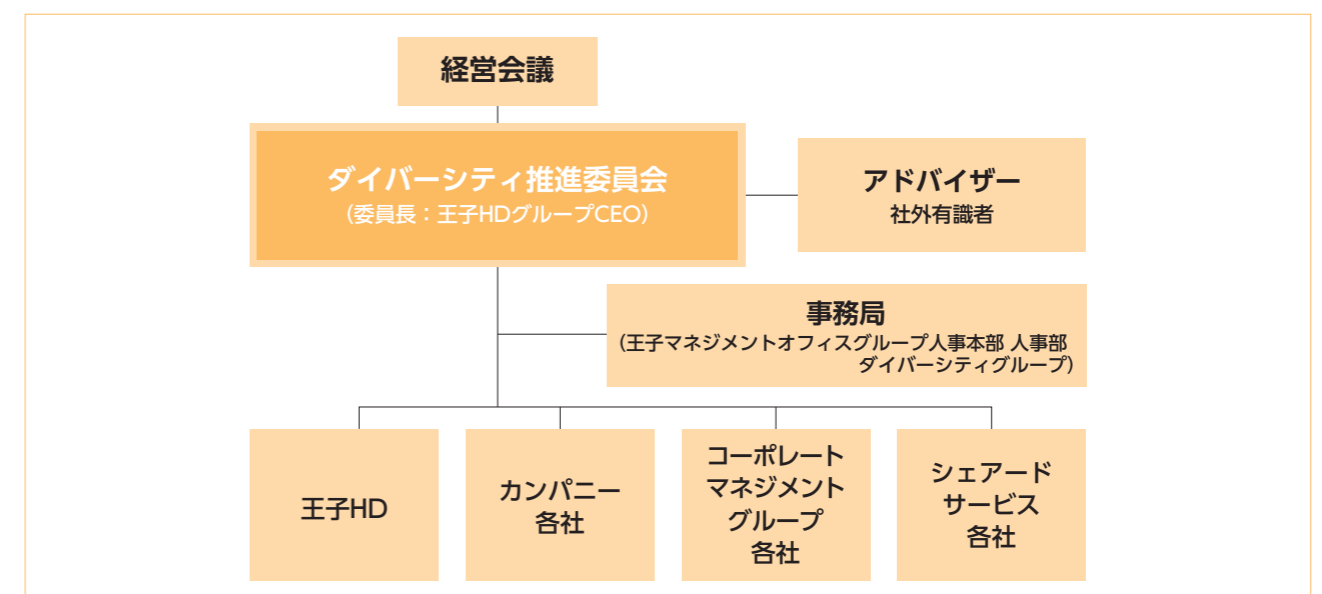 経営会議
ダイバーシティ推進委員会
（委員長：王子HDグループCEO）
アドバイザー
社外有識者
事務局
（王子マネジメントオフィスグループ人事本部 人事部
ダイバーシティグループ）
王子HD
カンパニー
各社
コーポレート
マネジメント
グループ
各社
シェアード
サービス
各社